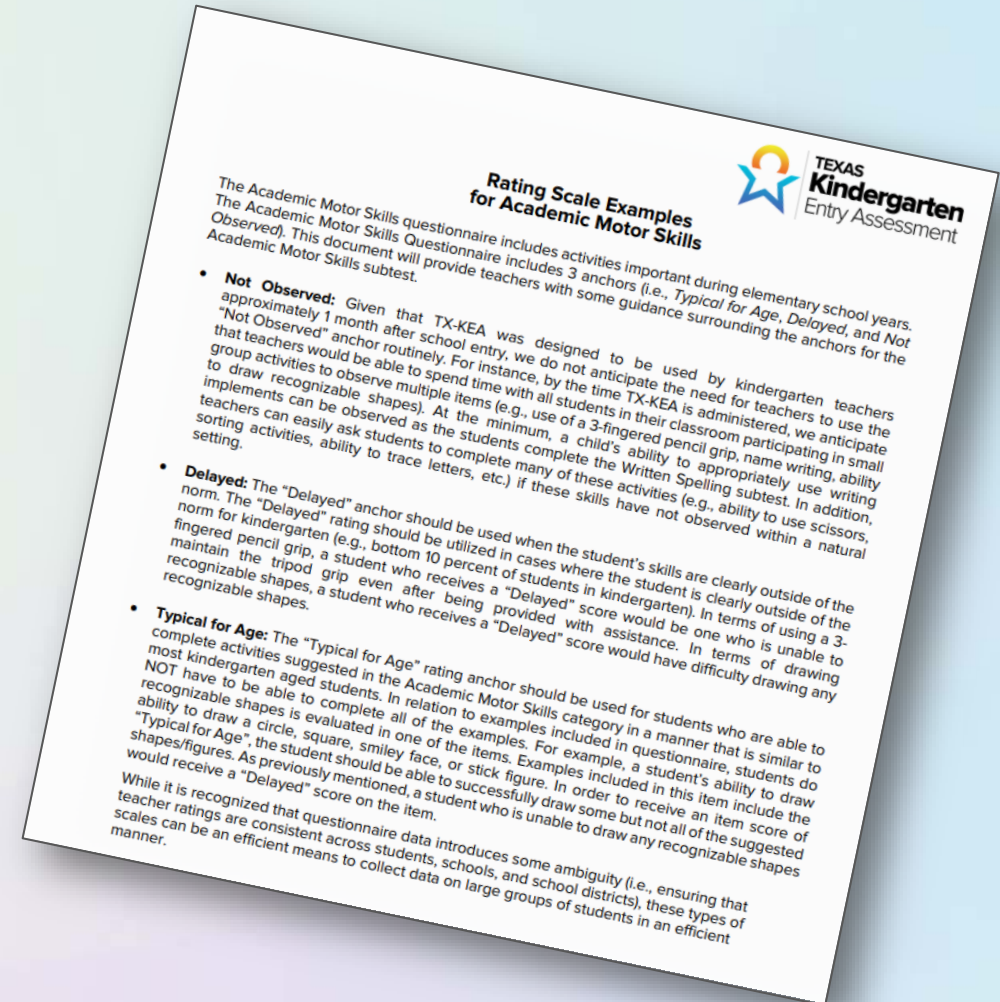 TEXAS
Kindergarten
Entry Assessment
Rating Scale Examples
for Academic Motor Skills
The Academic Motor Skills questionnaire includes activities important during elementary school years.
The Academic Motor Skills Questionnaire includes 3 anchors (i.e., Typical for Age, Delayed, and Not
Observed). This document will provide teachers with some guidance surrounding the anchors for the
Academic Motor Skills subtest.
• Not Observed: Given that TX-KEA was designed to be used by kindergarten teachers
approximately 1 month after school entry, we do not anticipate the need for teachers to use the
“Not Observed” anchor routinely. For instance, by the time TX-KEA is administered, we anticipate
that teachers would be able to spend time with all students in their classroom participating in small
group activities to observe multiple items (e.g., use of a 3-fingered pencil grip, name writing, ability
to draw recognizable shapes). At the minimum, a child’s ability to appropriately use writing
implements can be observed as the students complete the Written Spelling subtest. In addition,
teachers can easily ask students to complete many of these activities (e.g., ability to use scissors,
sorting activities, ability to trace letters, etc.) if these skills have not observed within a natural
setting.
• Delayed: The “Delayed” anchor should be used when the student’s skills are clearly outside of the
norm. The “Delayed” rating should be utilized in cases where the student is clearly outside of the
norm for kindergarten (e.g., bottom 10 percent of students in kindergarten). In terms of using a 3-
fingered pencil grip, a student who receives a “Delayed” score would be one who is unable to
maintain the tripod grip even after being provided with assistance. In terms of drawing
recognizable shapes, a student who receives a “Delayed” score would have difficulty drawing any
recognizable shapes.
• Typical for Age: The “Typical for Age” rating anchor should be used for students who are able to
complete activities suggested in the Academic Motor Skills category in a manner that is similar to
most kindergarten aged students. In relation to examples included in questionnaire, students do
NOT have to be able to complete all of the examples. For example, a student’s ability to draw
recognizable shapes is evaluated in one of the items. Examples included in this item include the
ability to draw a circle, square, smiley face, or stick figure. In order to receive an item score of
“Typical for Age”, the student should be able to successfully draw some but not all of the suggested
shapes/figures. As previously mentioned, a student who is unable to draw any recognizable shapes
would receive a “Delayed” score on the item.
While it is recognized that questionnaire data introduces some ambiguity (i.e., ensuring that
teacher ratings are consistent across students, schools, and school districts), these types of
scales can be an efficient means to collect data on large groups of students in an efficient
manner.